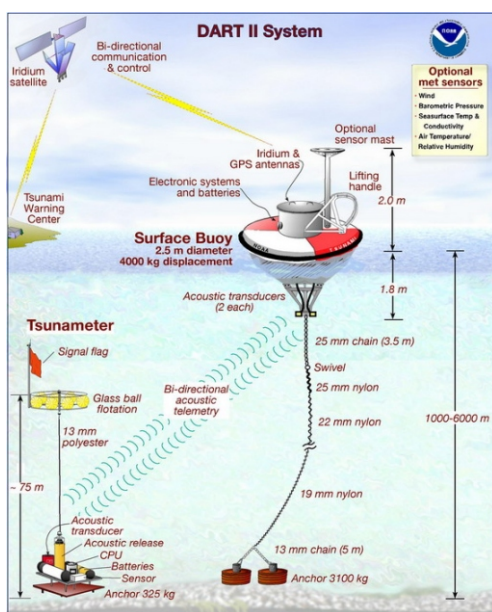 DART II System
noaa
Iridium
satellite
Bi-directional
communication
& control
Optional
met sensors
· Wind
· Barometric Pressure
· Seasurface Temp &
Conductivity
· Air Temperature/
Relative Humidity
Optional
sensor mast
Iridium &
GPS antennas
Lifting
handle
Electronic systems
and batteries
2.0 m
Tsunami
Warning
Center
Surface Buoy
2.5 m diameter
4000 kg displacement
NOAA
TSUNAMI
1.8 m
Acoustic transducers
(2 each)
Tsunameter
Signal flag
25 mm chain (3.5 m)
Swivel
25 mm nylon
Glass ball
flotation
Bi-directional
acoustic
telemetry
22 mm nylon
1000-6000 m
13 mm
polyester
~ 75 m
19 mm nylon
Acoustic
transducer
Acoustic release
CPU
Batteries
Sensor
Anchor 325 kg
13 mm chain (5 m)
Anchor 3100 kg